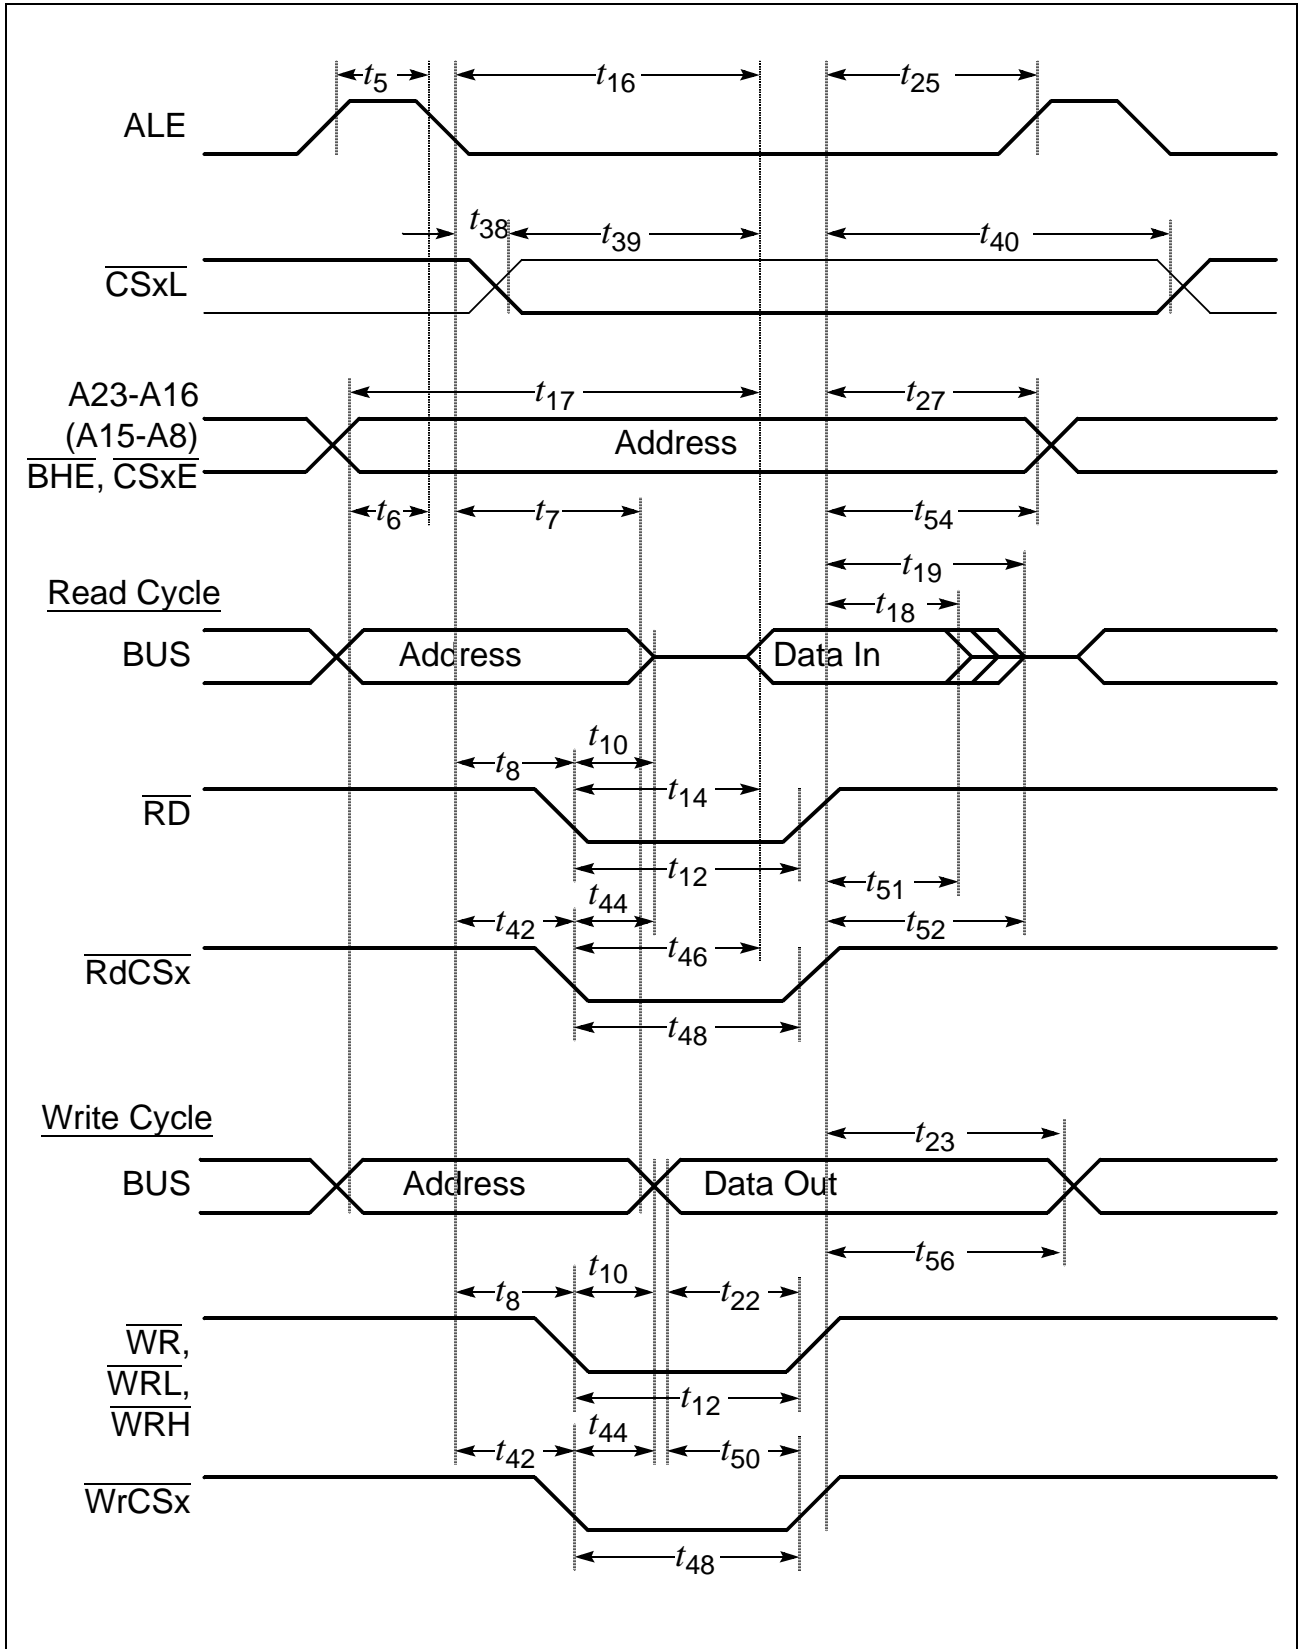 t5 t16 t25
ALE
t38 t39 t40
CSxL
A23-A16
(A15-A8)
BHE, CSxE
t17 t27
Address
t6 t7 t54
t19
Read Cycle
t18
BUS Address Data In
t10
t8
t14
RD
t12
t51
t44
t42 t52
t46
RdCSx
t48
Write Cycle
t23
BUS Address Data Out
t56
t10
t8 t22
WR,
WRL,
WRH
t12
t44
t42 t50
WrCSx
t48